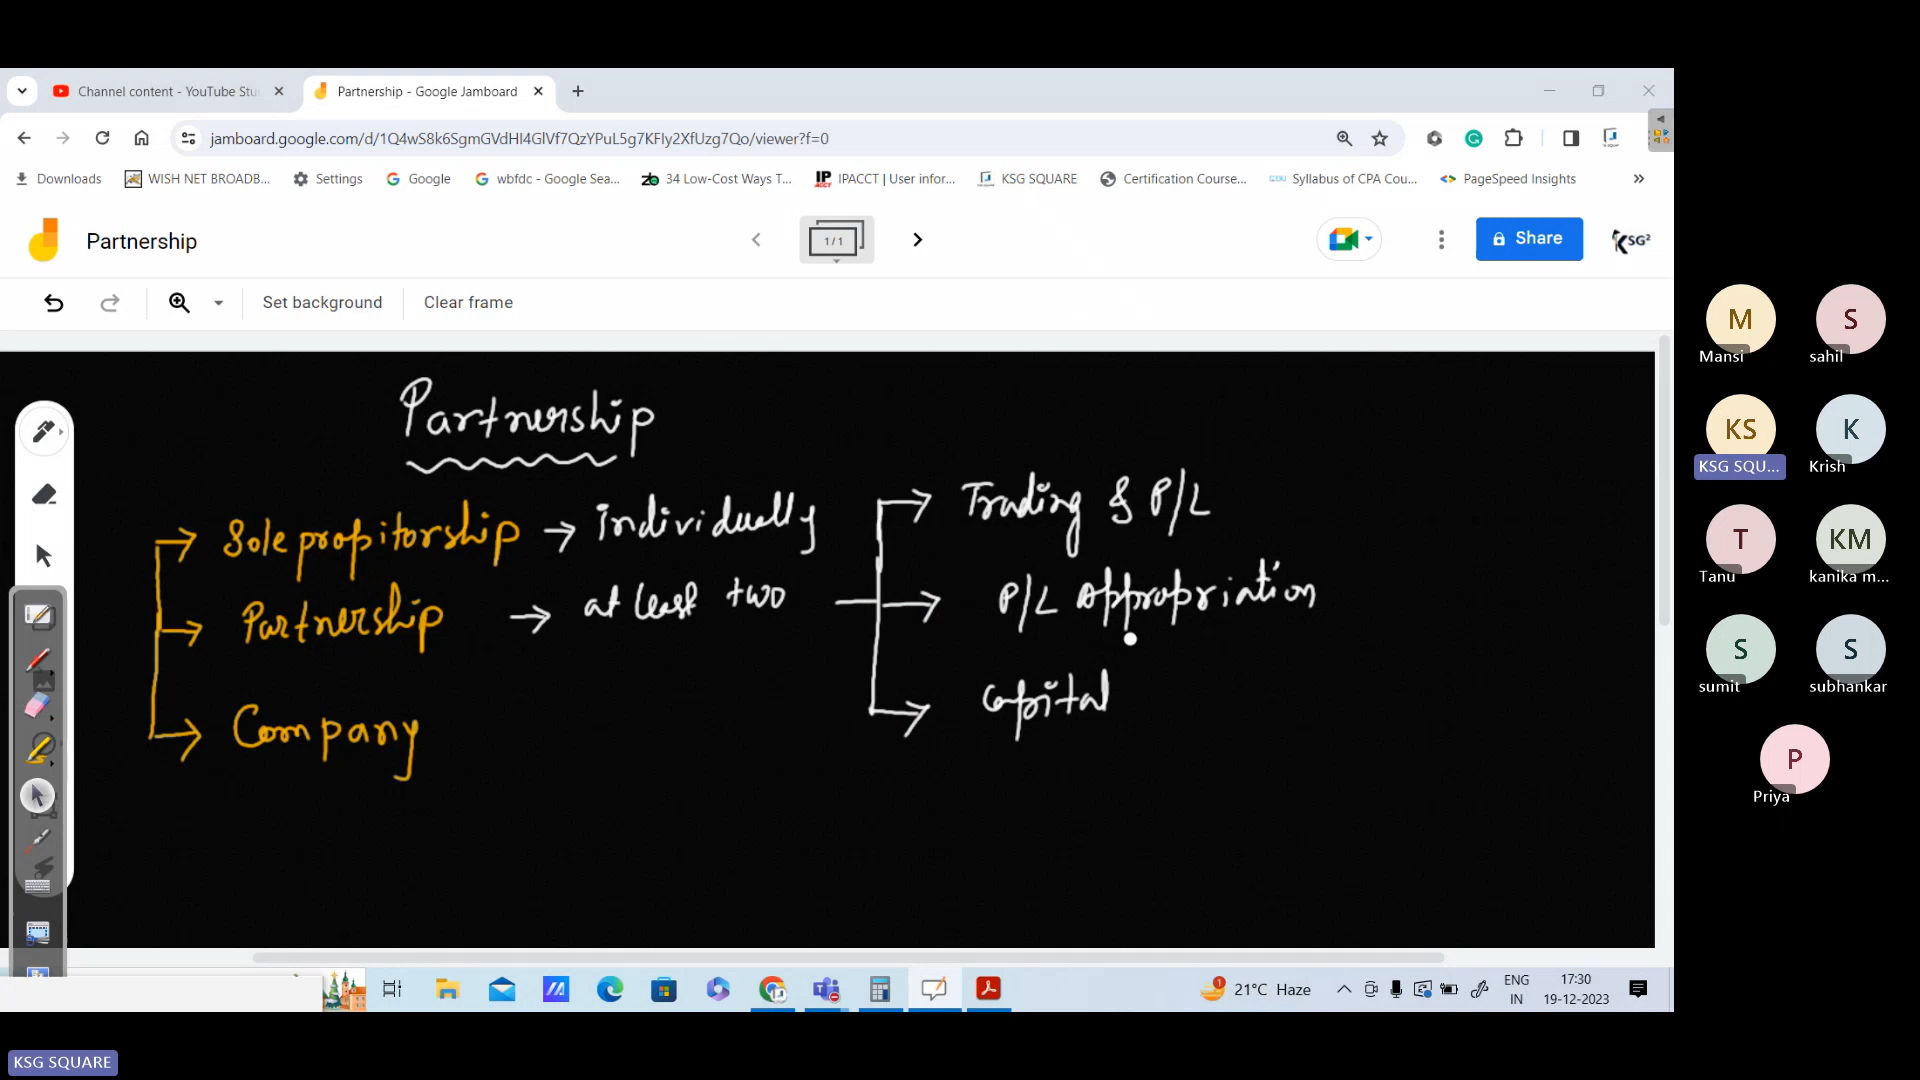 Channel content - YouTube Stu
Partnership - Google Jamboard
jamboard.google.com/d/1Q4wS8k6SgmGVdHI4GlVf7QzYPuL5g7KFIy2XfUzg7Qo/viewer?f=0
Downloads WISH NET BROADB... Settings Google wbfdc - Google Sea... 34 Low-Cost Ways T... IPACCT | User infor... KSG SQUARE Certification Course... Syllabus of CPA Cou... PageSpeed Insights
Partnership
1 / 1
Share
KSG²
Set background Clear frame
Partnership
Sole propitorship → individually
Partnership → at least two
Company
Trading & P/L
P/L Appropriation
Capital
M
Mansi
S
sahil
KS
KSG SQU...
K
Krish
T
Tanu
KM
kanika m...
S
sumit
S
subhankar
P
Priya
1
21°C Haze
ENG
IN
17:30
19-12-2023
KSG SQUARE